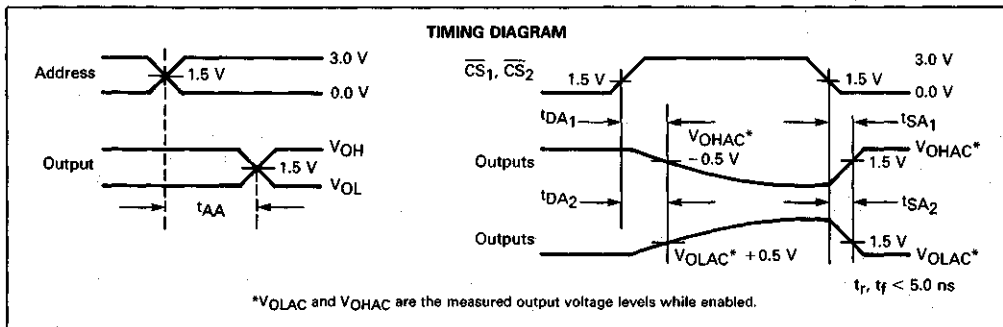 TIMING DIAGRAM
Address
1.5 V
3.0 V
0.0 V
Output
VOH
1.5 V
VOL
tAA
CS1, CS2
1.5 V
1.5 V
3.0 V
0.0 V
tDA1
tSA1
Outputs
VOHAC*
-0.5 V
VOHAC*
1.5 V
tDA2
tSA2
Outputs
VOLAC* +0.5 V
1.5 V
VOLAC*
tr, tf < 5.0 ns
*VOLAC and VOHAC are the measured output voltage levels while enabled.